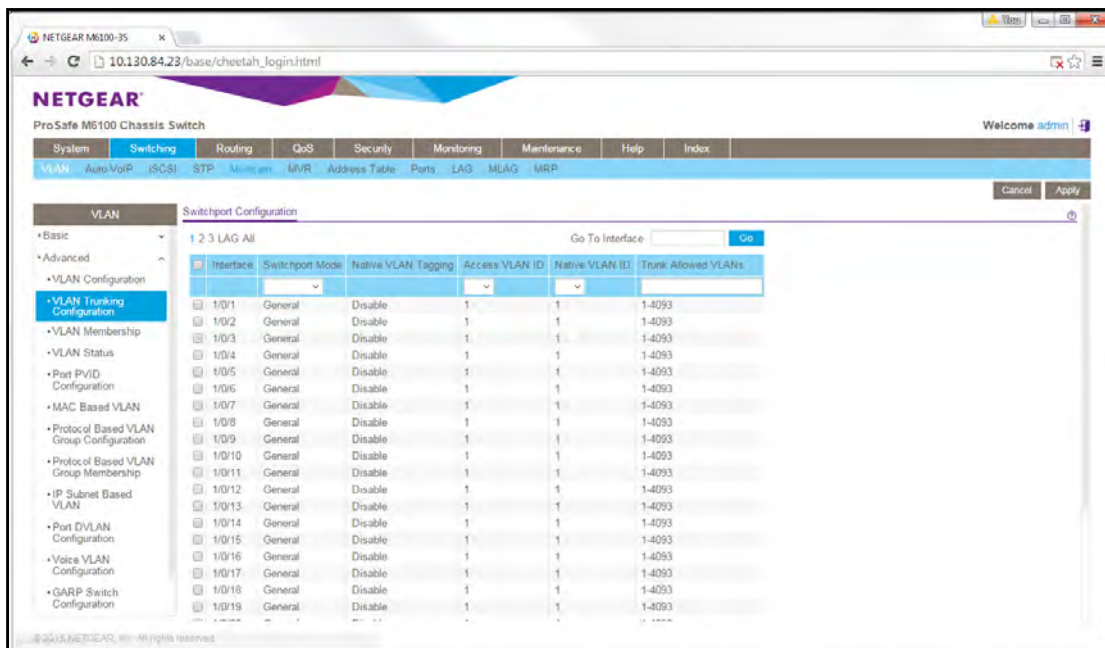 NETGEAR M6100-3S
You
10.130.84.23/base/cheetah_login.html
NETGEAR
ProSafe M6100 Chassis Switch
Welcome admin
System Switching Routing QoS Security Monitoring Maintenance Help Index
VLAN Auto-VoIP iSCSI STP Multicast MVR Address Table Ports LAG MLAG MRP
Cancel Apply
VLAN
Basic
Advanced
VLAN Configuration
VLAN Trunking
Configuration
VLAN Membership
VLAN Status
Port PVID
Configuration
MAC Based VLAN
Protocol Based VLAN
Group Configuration
Protocol Based VLAN
Group Membership
IP Subnet Based
VLAN
Port DVLAN
Configuration
Voice VLAN
Configuration
GARP Switch
Configuration
Switchport Configuration
1 2 3 LAG All Go To Interface Go
Interface Switchport Mode Native VLAN Tagging Access VLAN ID Native VLAN ID Trunk Allowed VLANs
1/0/1 General Disable 1 1 1-4093
1/0/2 General Disable 1 1 1-4093
1/0/3 General Disable 1 1 1-4093
1/0/4 General Disable 1 1 1-4093
1/0/5 General Disable 1 1 1-4093
1/0/6 General Disable 1 1 1-4093
1/0/7 General Disable 1 1 1-4093
1/0/8 General Disable 1 1 1-4093
1/0/9 General Disable 1 1 1-4093
1/0/10 General Disable 1 1 1-4093
1/0/11 General Disable 1 1 1-4093
1/0/12 General Disable 1 1 1-4093
1/0/13 General Disable 1 1 1-4093
1/0/14 General Disable 1 1 1-4093
1/0/15 General Disable 1 1 1-4093
1/0/16 General Disable 1 1 1-4093
1/0/17 General Disable 1 1 1-4093
1/0/18 General Disable 1 1 1-4093
1/0/19 General Disable 1 1 1-4093
©2015 NETGEAR, Inc. All rights reserved